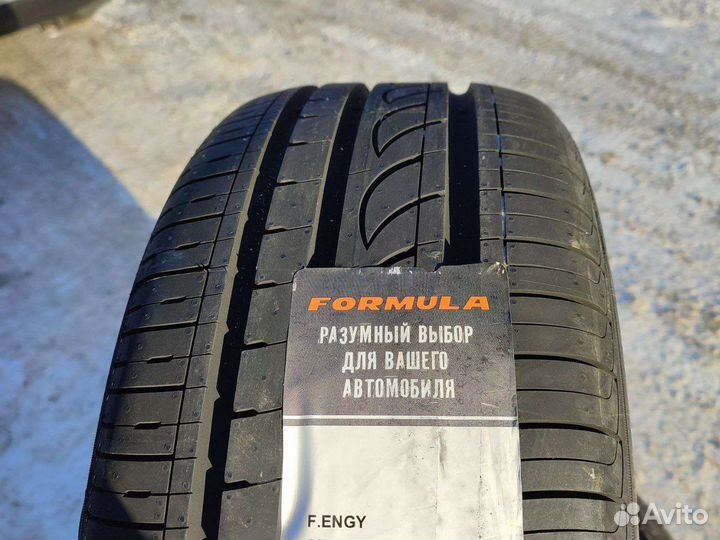 FORMULA
РАЗУМНЫЙ ВЫБОР
ДЛЯ ВАШЕГО
АВТОМОБИЛЯ
F.ENGY
Avito